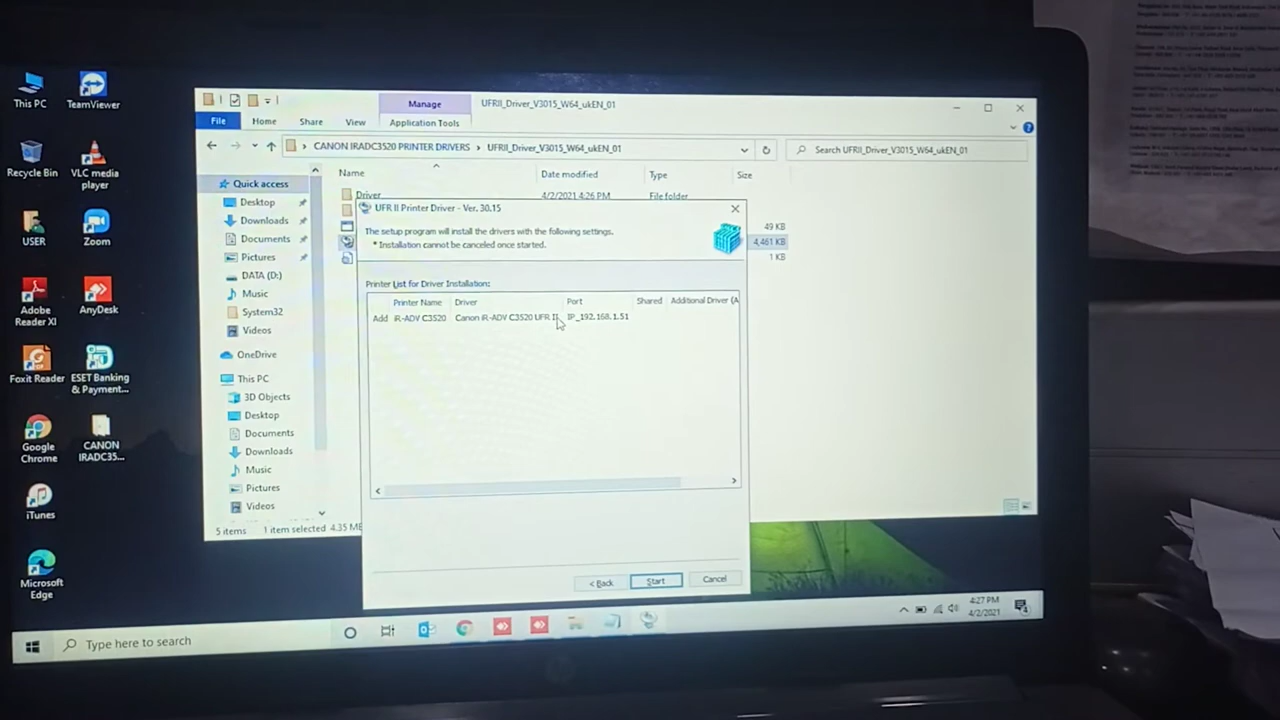 This PC
TeamViewer
Recycle Bin
VLC media
player
USER
Zoom
Adobe
Reader XI
AnyDesk
Foxit Reader
ESET Banking
& Payment...
Google
Chrome
CANON
IRADC35...
iTunes
Microsoft
Edge
Manage
UFRII_Driver_V3015_W64_ukEN_01
File
Home
Share
View
Application Tools
CANON IRADC3520 PRINTER DRIVERS
UFRII_Driver_V3015_W64_ukEN_01
Search UFRII_Driver_V3015_W64_ukEN_01
Name
Date modified
Type
Size
Driver
4/2/2021 4:26 PM
File folder
49 KB
4,461 KB
1 KB
Quick access
Desktop
Downloads
Documents
Pictures
DATA (D:)
Music
System32
Videos
OneDrive
This PC
3D Objects
Desktop
Documents
Downloads
Music
Pictures
Videos
5 items
1 item selected 4.35 MB
UFR II Printer Driver - Ver. 30.15
The setup program will install the drivers with the following settings.
* Installation cannot be canceled once started.
Printer List for Driver Installation:
Printer Name
Driver
Port
Shared
Additional Driver (A
Add
iR-ADV C3520
Canon iR-ADV C3520 UFR II
IP_192.168.1.51
< Back
Start
Cancel
Type here to search
4:27 PM
4/2/2021